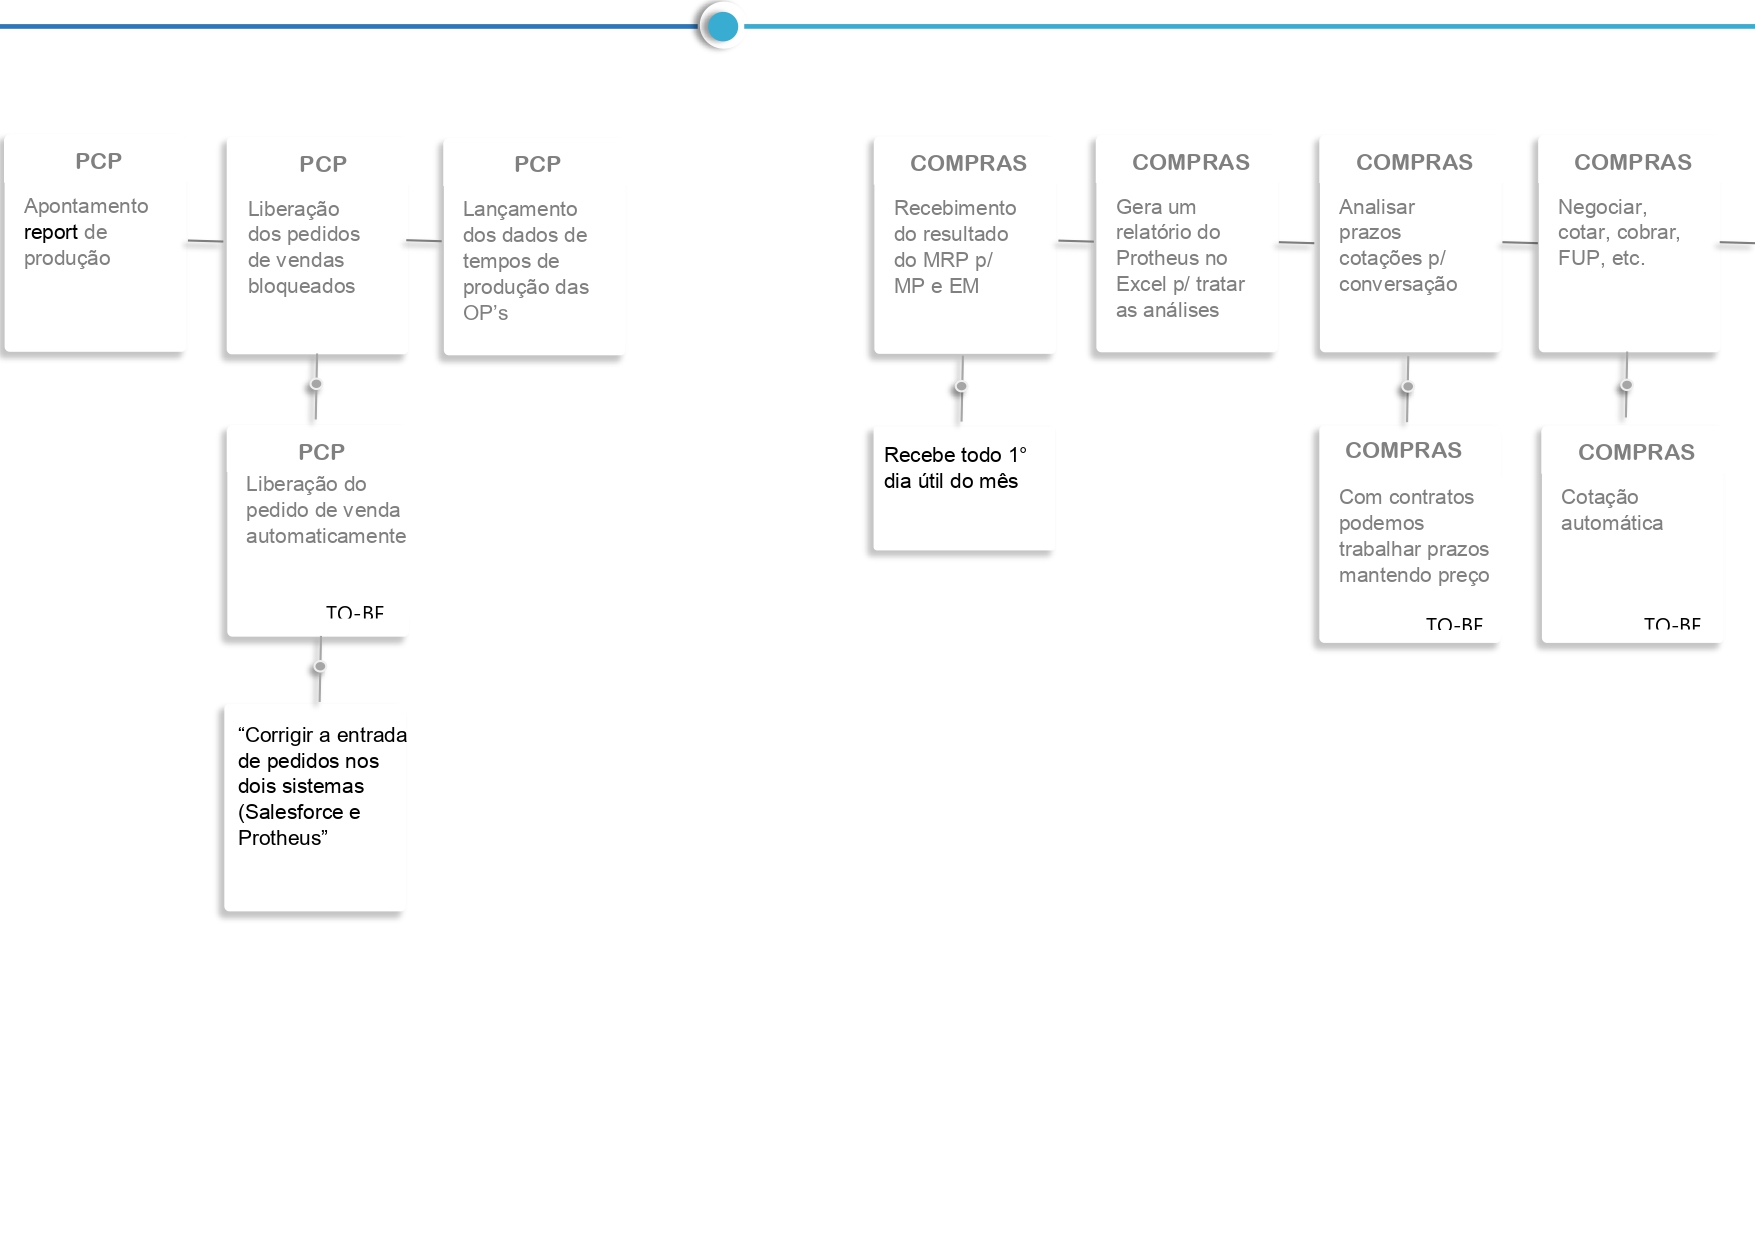 PCP
Apontamento
report de
produção
PCP
Liberação
dos pedidos
de vendas
bloqueados
PCP
Lançamento
dos dados de
tempos de
produção das
OP’s
COMPRAS
Recebimento
do resultado
do MRP p/
MP e EM
COMPRAS
Gera um
relatório do
Protheus no
Excel p/ tratar
as análises
COMPRAS
Analisar
prazos
cotações p/
conversação
COMPRAS
Negociar,
cotar, cobrar,
FUP, etc.
PCP
Liberação do
pedido de venda
automaticamente
TO-BE
Recebe todo 1°
dia útil do mês
COMPRAS
Com contratos
podemos
trabalhar prazos
mantendo preço
TO-BE
COMPRAS
Cotação
automática
TO-BE
“Corrigir a entrada
de pedidos nos
dois sistemas
(Salesforce e
Protheus”